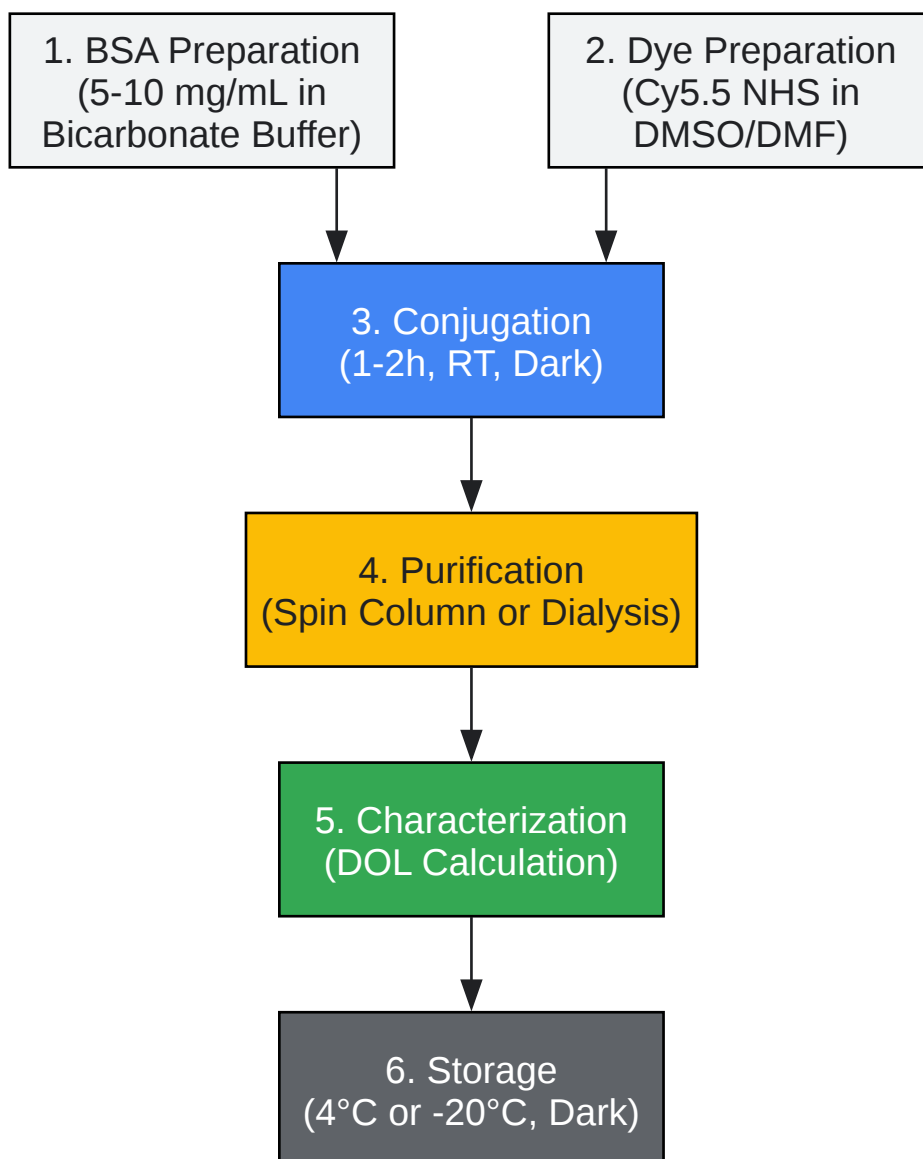 1. BSA Preparation
(5-10 mg/mL in
Bicarbonate Buffer)
2. Dye Preparation
(Cy5.5 NHS in
DMSO/DMF)
3. Conjugation
(1-2h, RT, Dark)
4. Purification
(Spin Column or Dialysis)
5. Characterization
(DOL Calculation)
6. Storage
(4°C or -20°C, Dark)